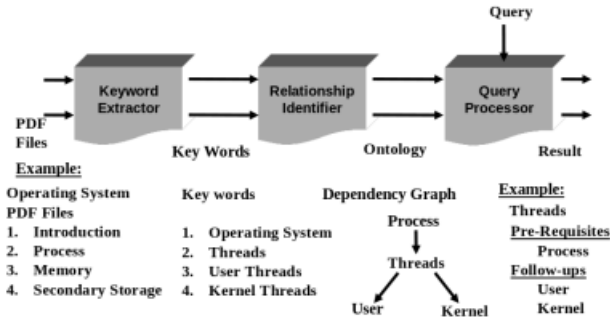 Query
Keyword
Extractor
Relationship
Identifier
Query
Processor
PDF
Files
Key Words
Ontology
Result
Example:
Operating System
PDF Files
1. Introduction
2. Process
3. Memory
4. Secondary Storage
Key words
1. Operating System
2. Threads
3. User Threads
4. Kernel Threads
Dependency Graph
Process
Threads
User
Kernel
Example:
Threads
Pre-Requisites
Process
Follow-ups
User
Kernel